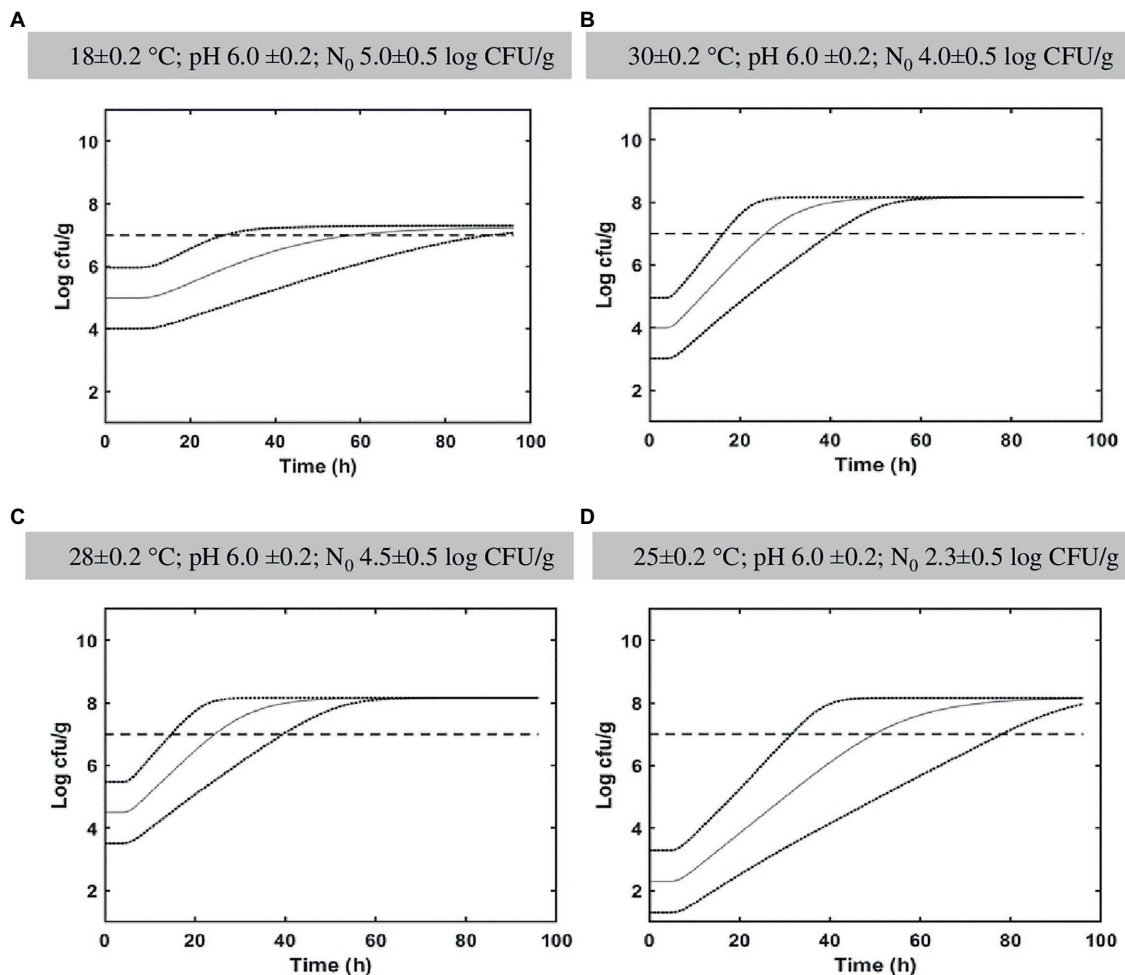 A
18±0.2 °C; pH 6.0 ±0.2; N₀ 5.0±0.5 log CFU/g
10
8
6
4
2
Log cfu/g
0 20 40 60 80 100
Time (h)
B
30±0.2 °C; pH 6.0 ±0.2; N₀ 4.0±0.5 log CFU/g
10
8
6
4
2
Log cfu/g
0 20 40 60 80 100
Time (h)
C
28±0.2 °C; pH 6.0 ±0.2; N₀ 4.5±0.5 log CFU/g
10
8
6
4
2
Log cfu/g
0 20 40 60 80 100
Time (h)
D
25±0.2 °C; pH 6.0 ±0.2; N₀ 2.3±0.5 log CFU/g
10
8
6
4
2
Log cfu/g
0 20 40 60 80 100
Time (h)